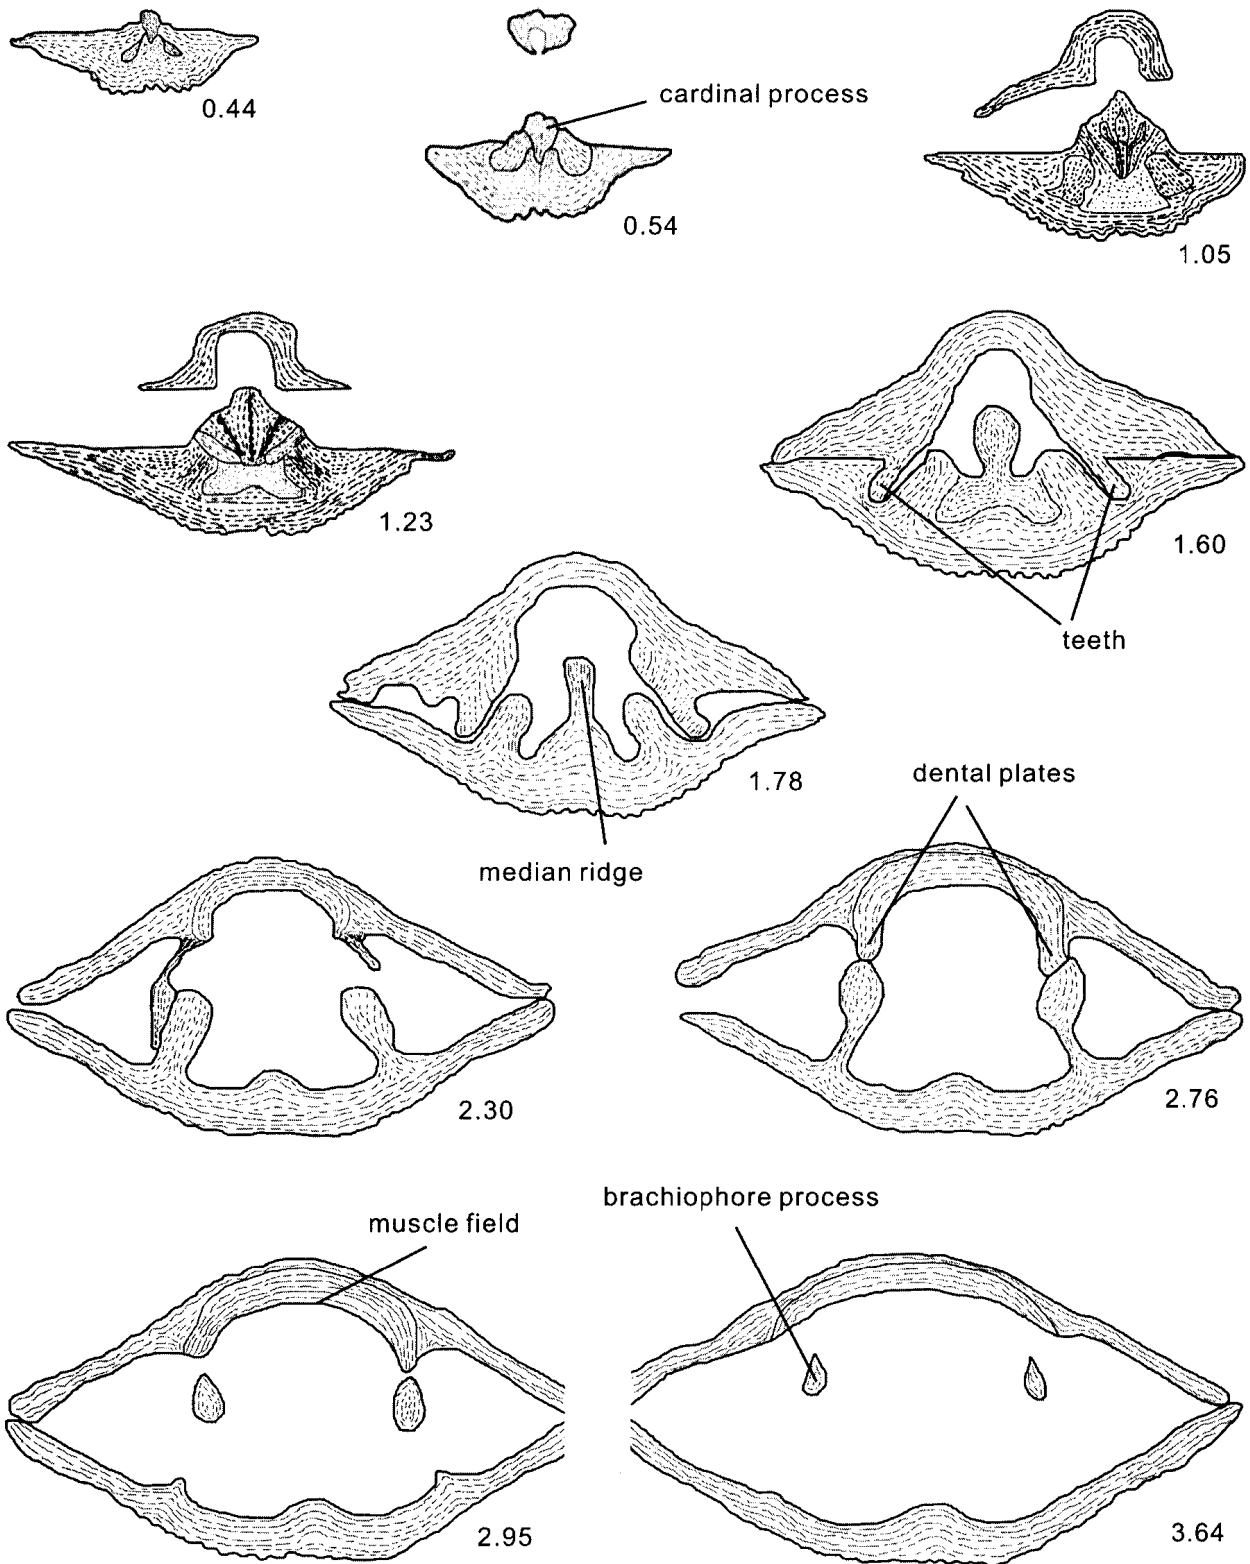 0.44
cardinal process
0.54
1.05
1.23
1.60
teeth
1.78
median ridge
dental plates
2.30
2.76
muscle field
brachiophore process
2.95
3.64